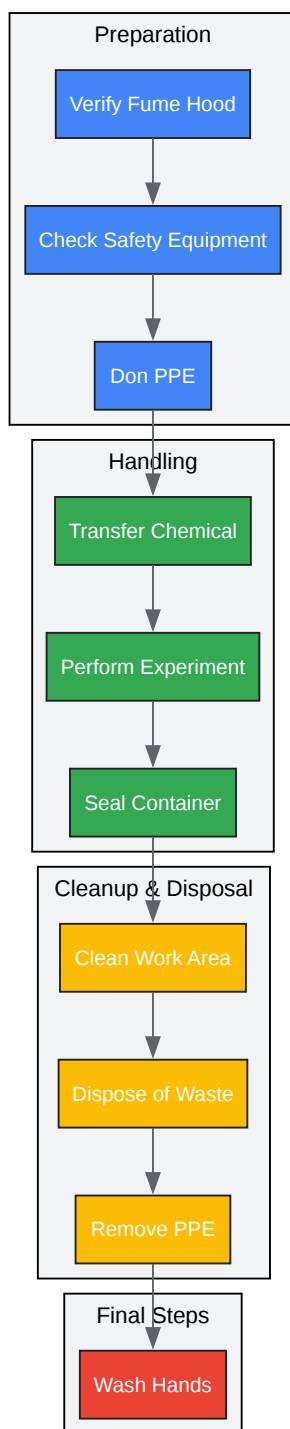 Preparation
Verify Fume Hood
Check Safety Equipment
Don PPE
Handling
Transfer Chemical
Perform Experiment
Seal Container
Cleanup & Disposal
Clean Work Area
Dispose of Waste
Remove PPE
Final Steps
Wash Hands